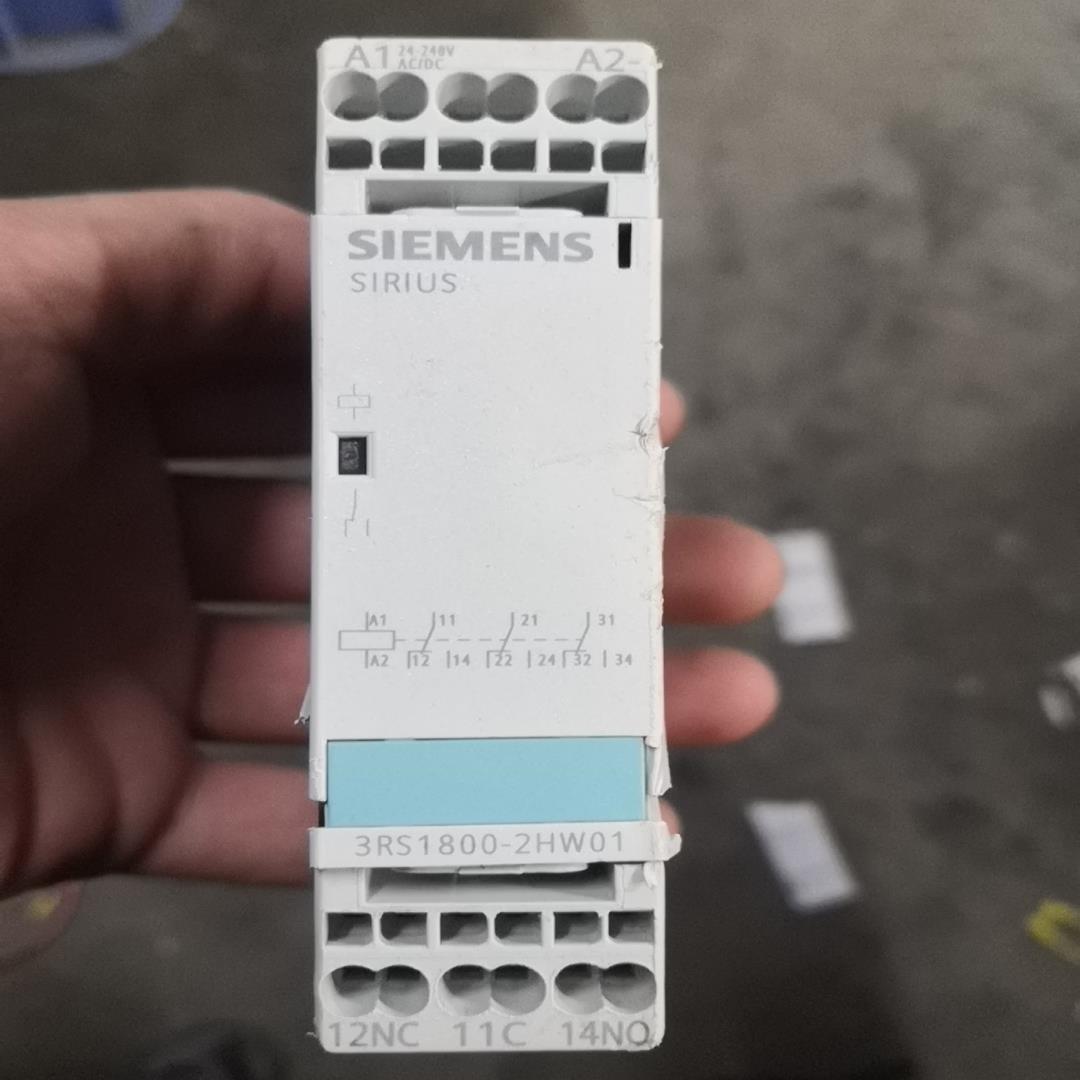 A1 24-240V A2-
AC/DC
SIEMENS
SIRIUS
A1 11 21 31
A2 12 14 22 24 32 34
3RS1800-2HW01
12NC 11C 14NO